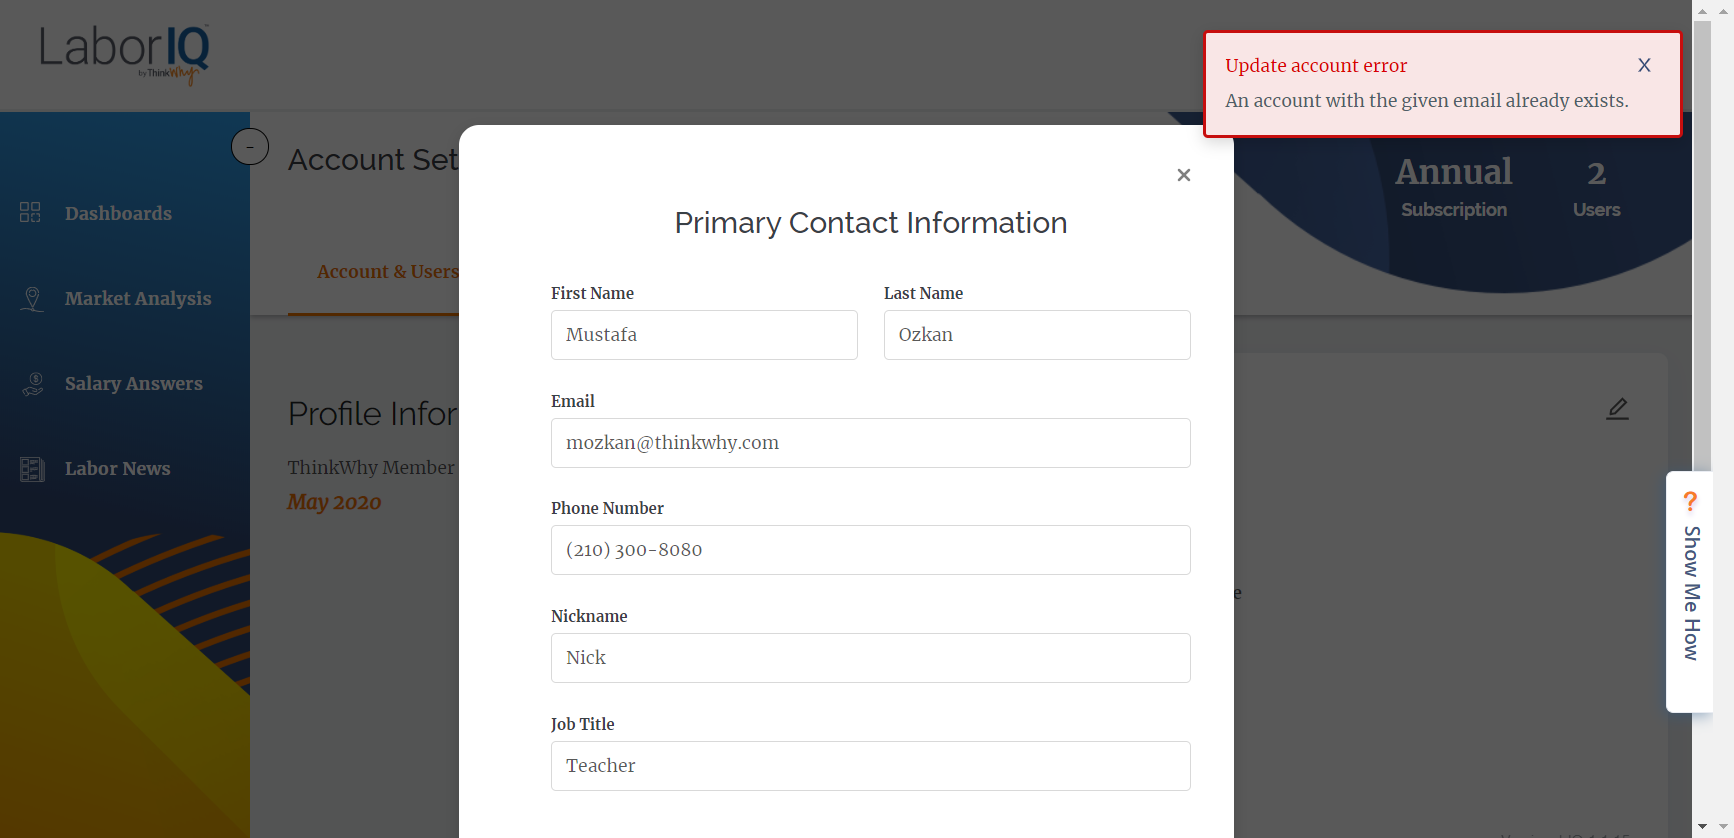 LaborIQ
by ThinkWhy
Update account error
X
An account with the given email already exists.
-
Account Set
Annual
2
Subscription
Users
Dashboards
Market Analysis
Salary Answers
Labor News
Account & Users
Profile Infor
ThinkWhy Member
May 2020
×
Primary Contact Information
First Name
Last Name
Mustafa
Ozkan
Email
mozkan@thinkwhy.com
Phone Number
(210) 300-8080
Nickname
Nick
Job Title
Teacher
e
? Show Me How